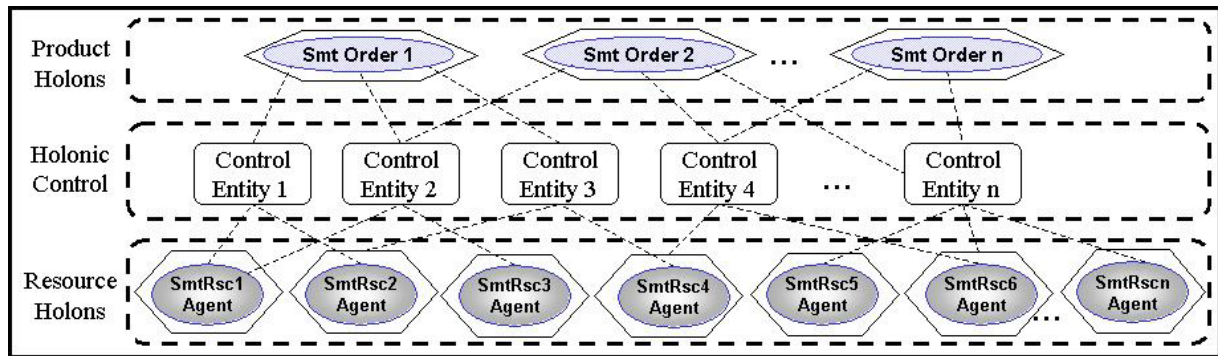 Product
Holons
Smt Order 1
Smt Order 2
...
Smt Order n
Holonic
Control
Control
Entity 1
Control
Entity 2
Control
Entity 3
Control
Entity 4
...
Control
Entity n
Resource
Holons
SmtRsc1
Agent
SmtRsc2
Agent
SmtRsc3
Agent
SmtRsc4
Agent
SmtRsc5
Agent
SmtRsc6
Agent
...
SmtRscn
Agent